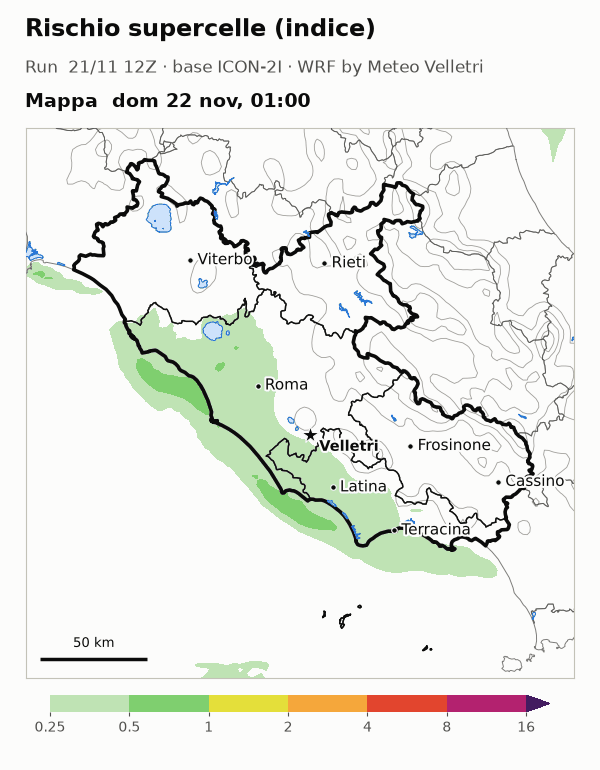 Rischio supercelle (indice)
Run  21/11 12Z · base ICON-2I · WRF by Meteo Velletri
Mappa  dom 22 nov, 01:00
Viterbo
Rieti
Roma
Velletri
Frosinone
Cassino
Latina
Terracina
50 km
0.25 0.5 1 2 4 8 16